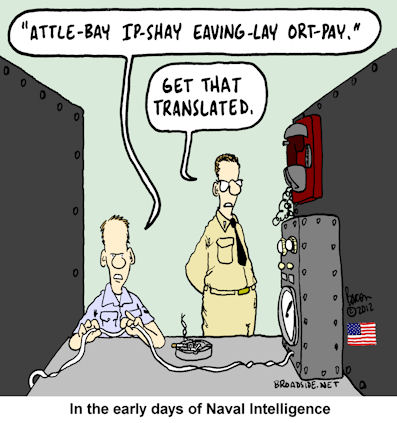 "ATTLE-BAY IP-SHAY EAVING-LAY ORT-PAY."
GET THAT
TRANSLATED.
©2012
BROADSIDE.NET
In the early days of Naval Intelligence